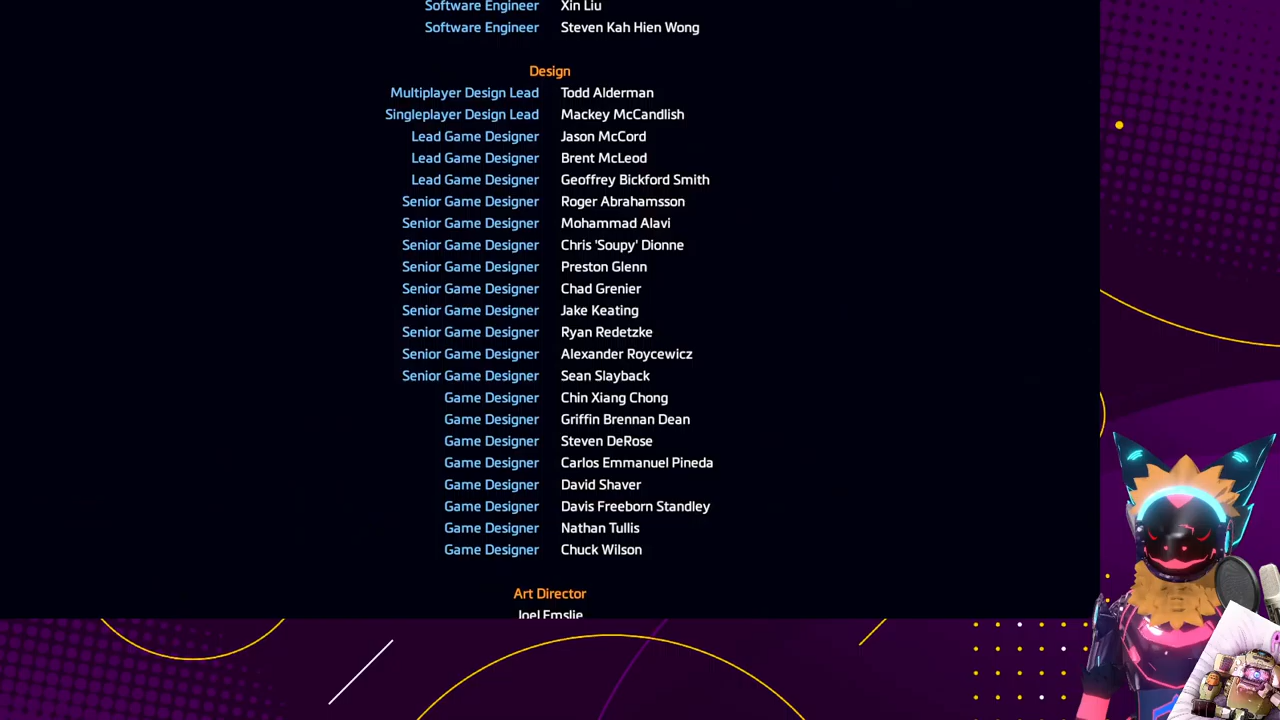 Software Engineer Xin Liu
Software Engineer Steven Kah Hien Wong
Design
Multiplayer Design Lead Todd Alderman
Singleplayer Design Lead Mackey McCandlish
Lead Game Designer Jason McCord
Lead Game Designer Brent McLeod
Lead Game Designer Geoffrey Bickford Smith
Senior Game Designer Roger Abrahamsson
Senior Game Designer Mohammad Alavi
Senior Game Designer Chris 'Soupy' Dionne
Senior Game Designer Preston Glenn
Senior Game Designer Chad Grenier
Senior Game Designer Jake Keating
Senior Game Designer Ryan Redetzke
Senior Game Designer Alexander Roycewicz
Senior Game Designer Sean Slayback
Game Designer Chin Xiang Chong
Game Designer Griffin Brennan Dean
Game Designer Steven DeRose
Game Designer Carlos Emmanuel Pineda
Game Designer David Shaver
Game Designer Davis Freeborn Standley
Game Designer Nathan Tullis
Game Designer Chuck Wilson
Art Director
Joel Emslie